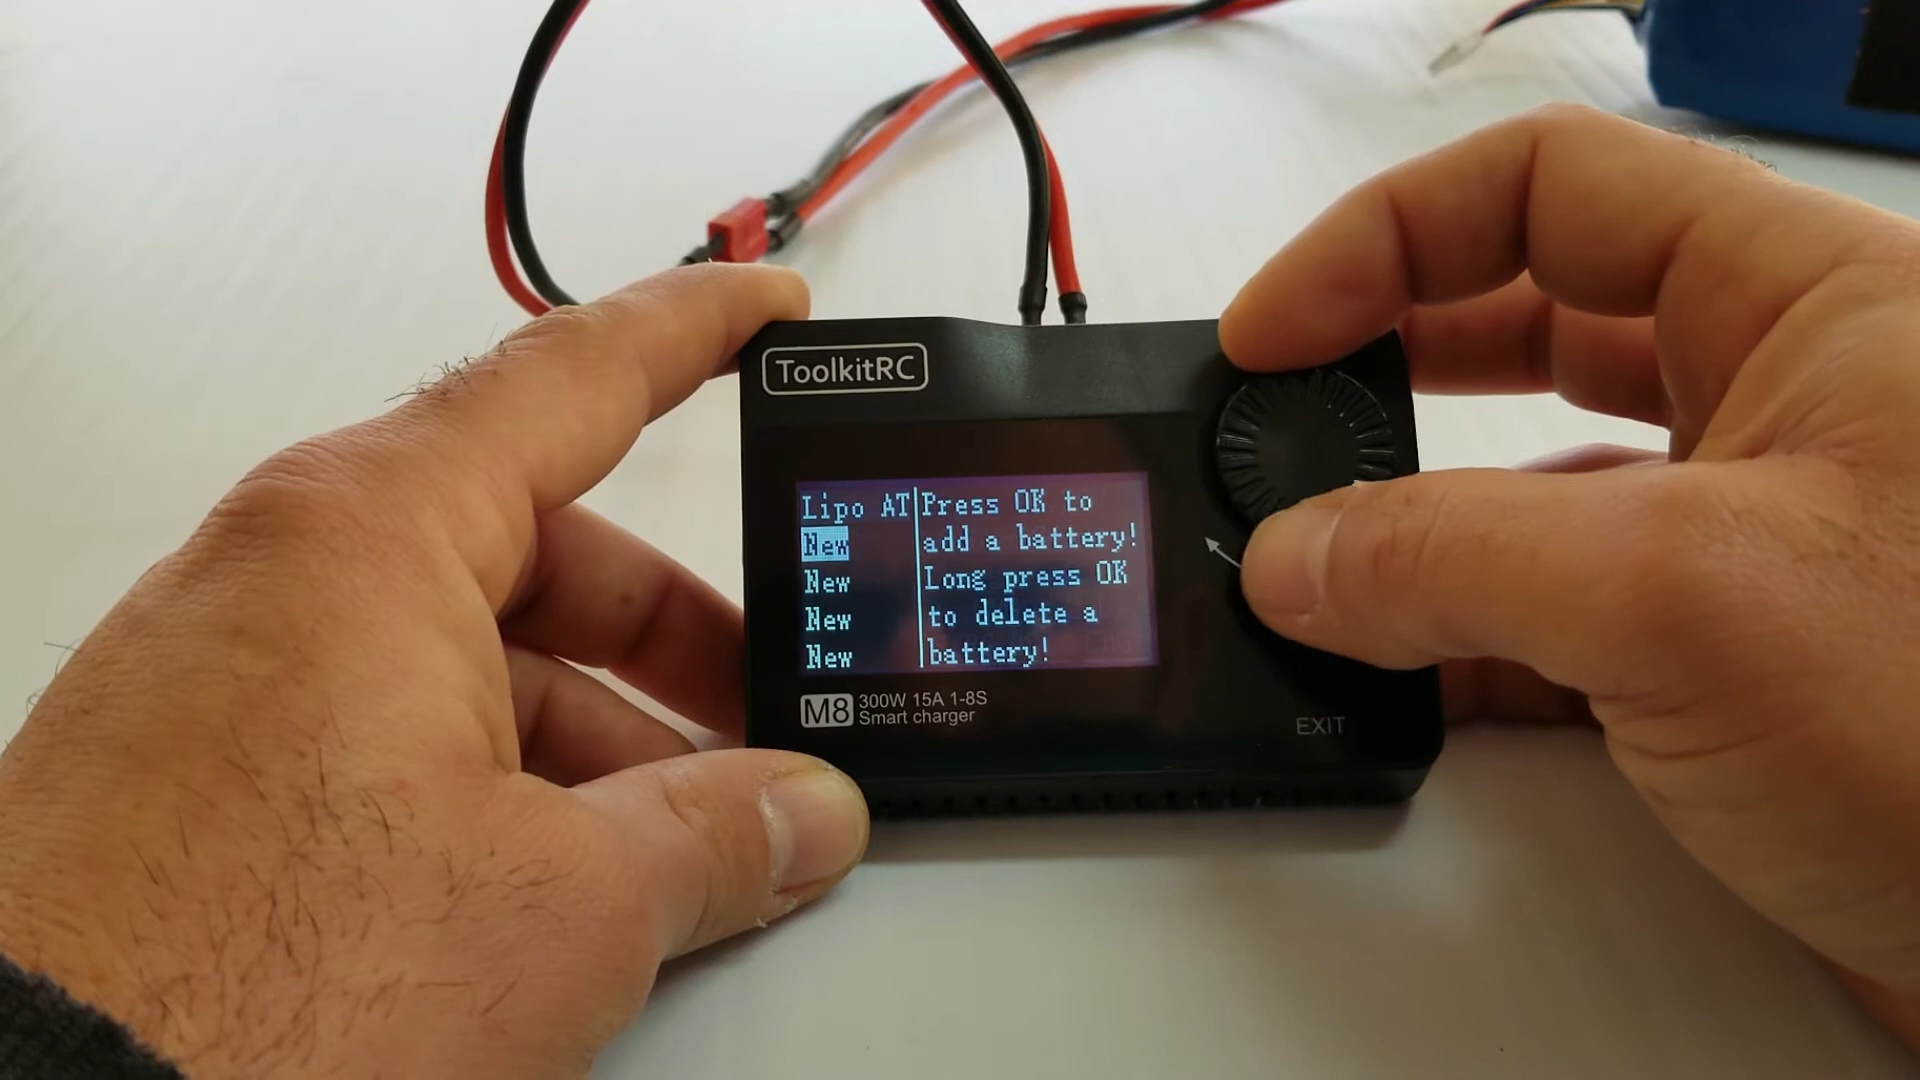 ToolkitRC
Lipo AT
New
New
New
New
Press OK to
add a battery!
Long press OK
to delete a
battery!
M8 300W 15A 1-8S
Smart charger
EXIT